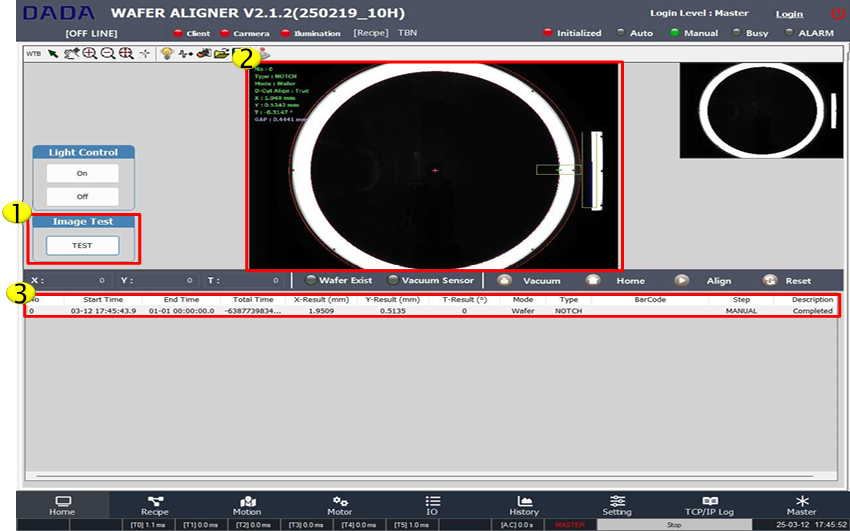 DADA WAFER ALIGNER V2.1.2(250219_10H) Login Level : Master Login
[OFF LINE] Client Carmera Ilumination [Recipe] TBN Initialized Auto Manual Busy ALARM
WTB
2
No : 0
Type : NOTCH
Mode : Wafer
D-Cut Align : True
X : 1.949 mm
Y : 0.5342 mm
T : -8.3147 °
GAP : 0.4441 mm
Light Control
On
Off
1
Image Test
TEST
X : 0 Y : 0 T : 0 Wafer Exist Vacuum Sensor Vacuum Home Align Reset
3
No Start Time End Time Total Time X-Result (mm) Y-Result (mm) T-Result (°) Mode Type BarCode Step Description
0 03-12 17:45:43.9 01-01 00:00:00.0 -6387739834... 1.9509 0.5135 0 Wafer NOTCH MANUAL Completed
Home Recipe Motion Motor IO History Setting TCP/IP Log Master
[T0] 1.1 ms [T1] 0.0 ms [T2] 0.0 ms [T3] 0.0 ms [T4] 0.0 ms [T5] 1.0 ms [A.C] 0.0 s MASTER Stop 25-03-12 17:45:52